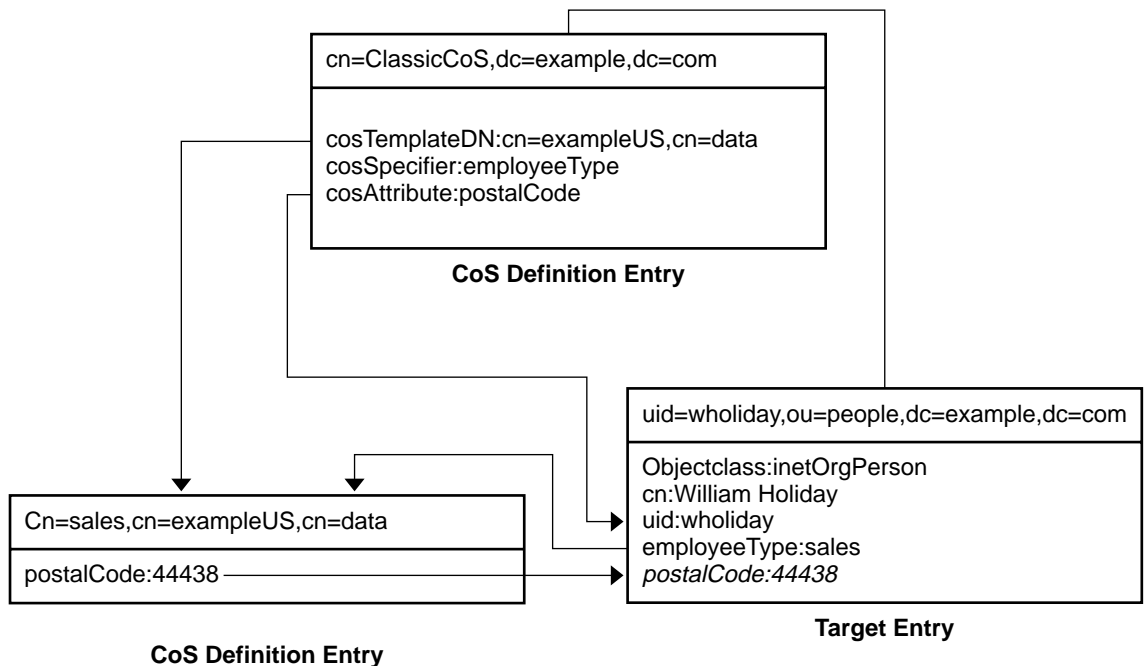 cn=ClassicCoS,dc=example,dc=com
cosTemplateDN:cn=exampleUS,cn=data
cosSpecifier:employeeType
cosAttribute:postalCode
CoS Definition Entry
uid=wholiday,ou=people,dc=example,dc=com
Objectclass:inetOrgPerson
cn:William Holiday
uid:wholiday
employeeType:sales
postalCode:44438
Target Entry
Cn=sales,cn=exampleUS,cn=data
postalCode:44438
CoS Definition Entry